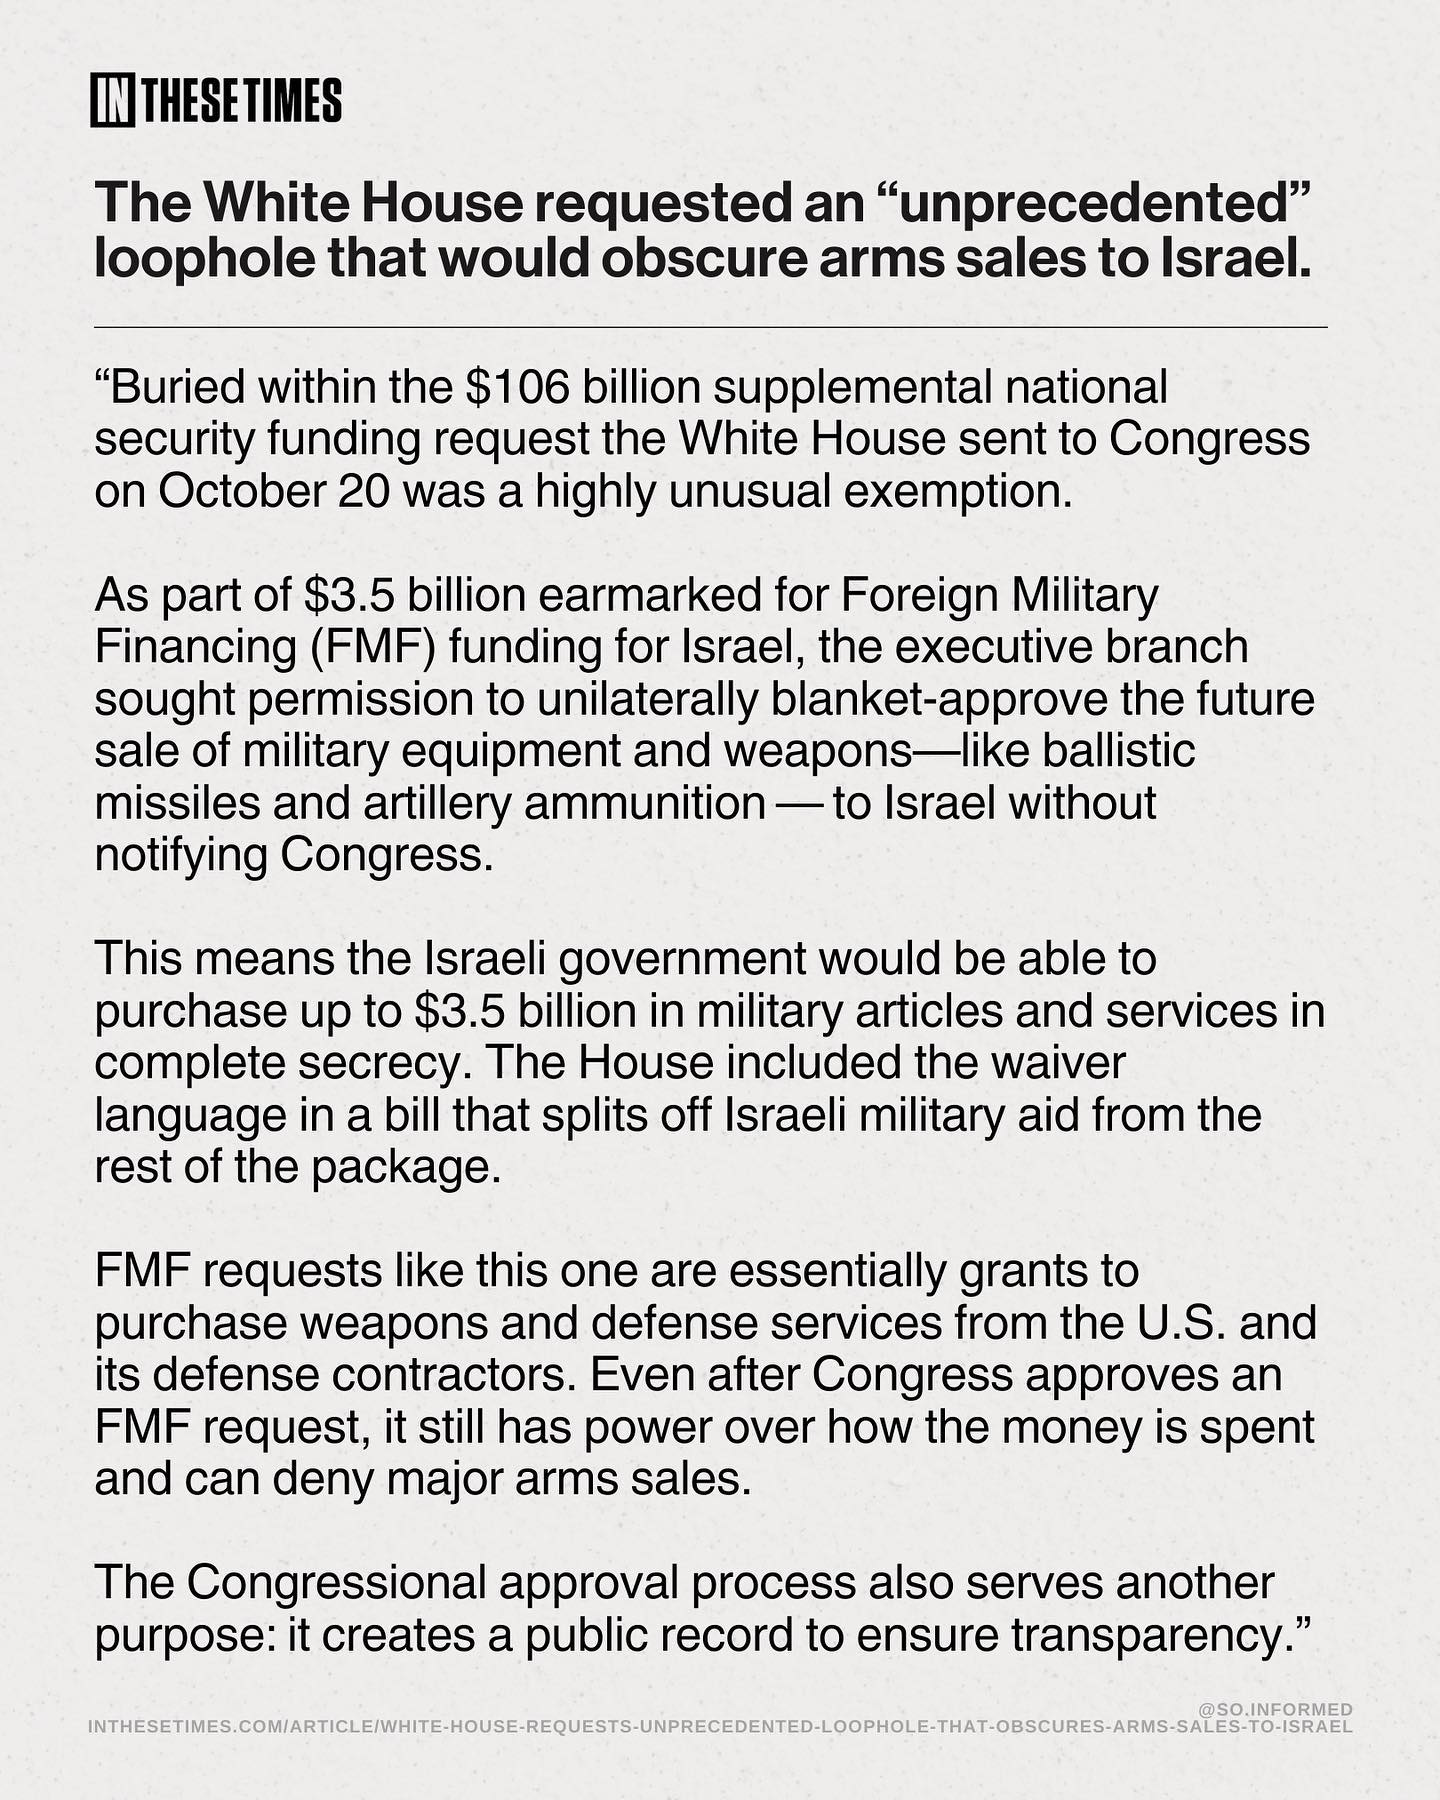 IN THESE TIMES
The White House requested an “unprecedented”
loophole that would obscure arms sales to Israel.
“Buried within the $106 billion supplemental national
security funding request the White House sent to Congress
on October 20 was a highly unusual exemption.
As part of $3.5 billion earmarked for Foreign Military
Financing (FMF) funding for Israel, the executive branch
sought permission to unilaterally blanket-approve the future
sale of military equipment and weapons—like ballistic
missiles and artillery ammunition — to Israel without
notifying Congress.
This means the Israeli government would be able to
purchase up to $3.5 billion in military articles and services in
complete secrecy. The House included the waiver
language in a bill that splits off Israeli military aid from the
rest of the package.
FMF requests like this one are essentially grants to
purchase weapons and defense services from the U.S. and
its defense contractors. Even after Congress approves an
FMF request, it still has power over how the money is spent
and can deny major arms sales.
The Congressional approval process also serves another
purpose: it creates a public record to ensure transparency.”
@SO.INFORMED
INTHESETIMES.COM/ARTICLE/WHITE-HOUSE-REQUESTS-UNPRECEDENTED-LOOPHOLE-THAT-OBSCURES-ARMS-SALES-TO-ISRAEL